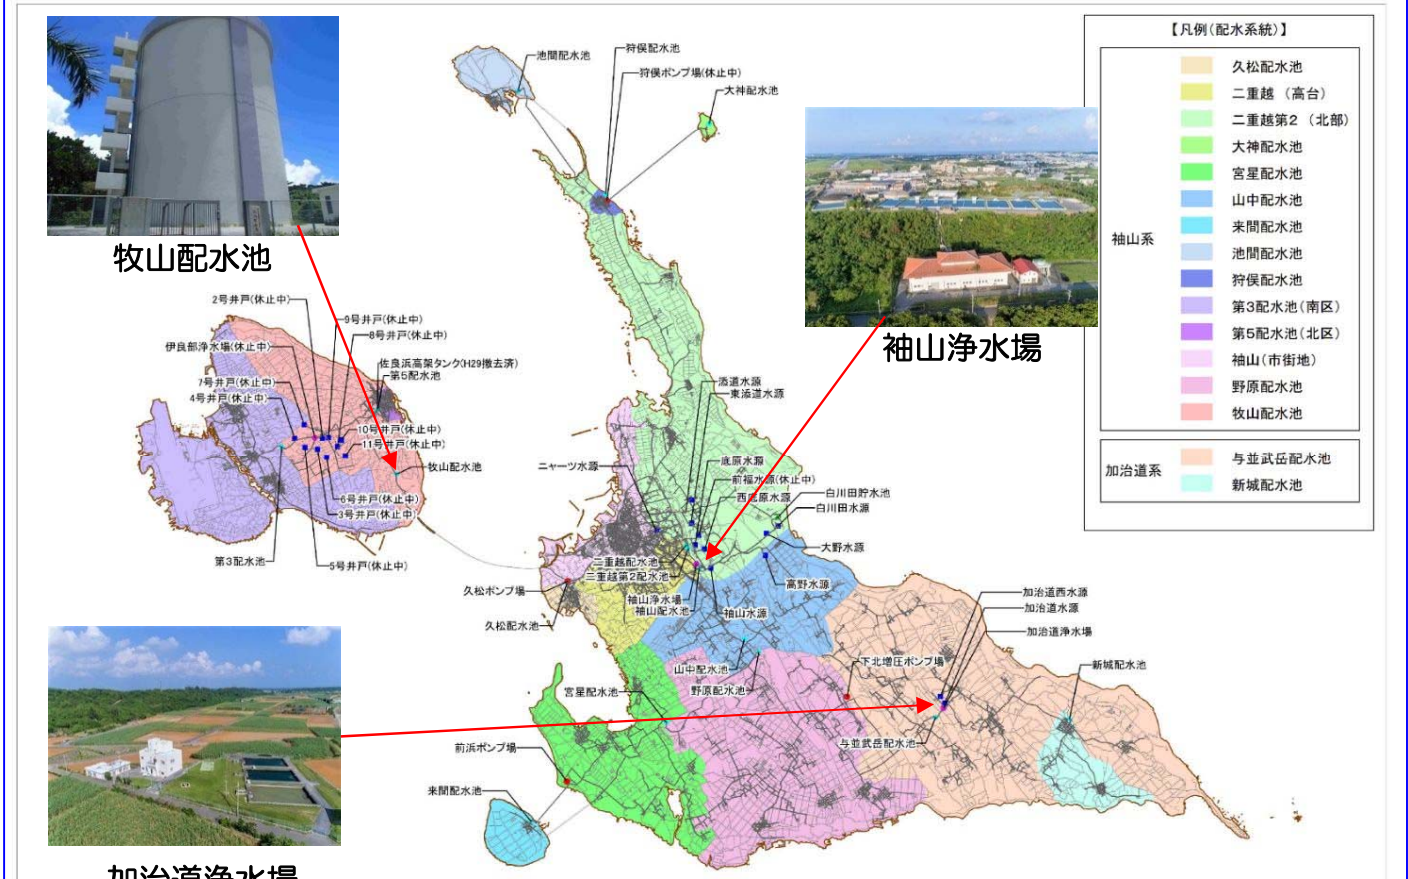 【凡例(配水系統)】
袖山系
久松配水池
二重越 （高台）
二重越第2 （北部）
大神配水池
宮星配水池
山中配水池
来間配水池
池間配水池
狩俣配水池
第3配水池(南区)
第5配水池(北区)
袖山(市街地)
野原配水池
牧山配水池
加治道系
与並武岳配水池
新城配水池
牧山配水池
袖山浄水場
加治道浄水場
池間配水池
狩俣配水池
狩俣ポンプ場(休止中)
大神配水池
2号井戸(休止中)
9号井戸(休止中)
8号井戸(休止中)
伊良部浄水場(休止中)
佐良浜高架タンク(H29撤去済)
第5配水池
7号井戸(休止中)
4号井戸(休止中)
10号井戸(休止中)
11号井戸(休止中)
牧山配水池
6号井戸(休止中)
3号井戸(休止中)
第3配水池
5号井戸(休止中)
添道水源
東添道水源
ニャーツ水源
底原水源
前福水源(休止中)
西底原水源
白川田貯水池
白川田水源
大野水源
高野水源
二重越配水池
二重越第2配水池
久松ポンプ場
袖山浄水場
袖山配水池
袖山水源
久松配水池
加治道西水源
加治道水源
加治道浄水場
山中配水池
野原配水池
下北増圧ポンプ場
新城配水池
宮星配水池
与並武岳配水池
前浜ポンプ場
来間配水池